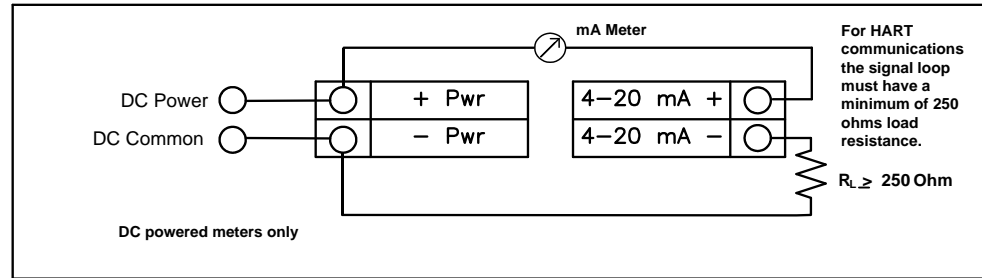 mA Meter
For HART
communications
the signal loop
must have a
minimum of 250
ohms load
resistance.
DC Power
+ Pwr
4-20 mA +
DC Common
- Pwr
4-20 mA -
RL ≥ 250 Ohm
DC powered meters only